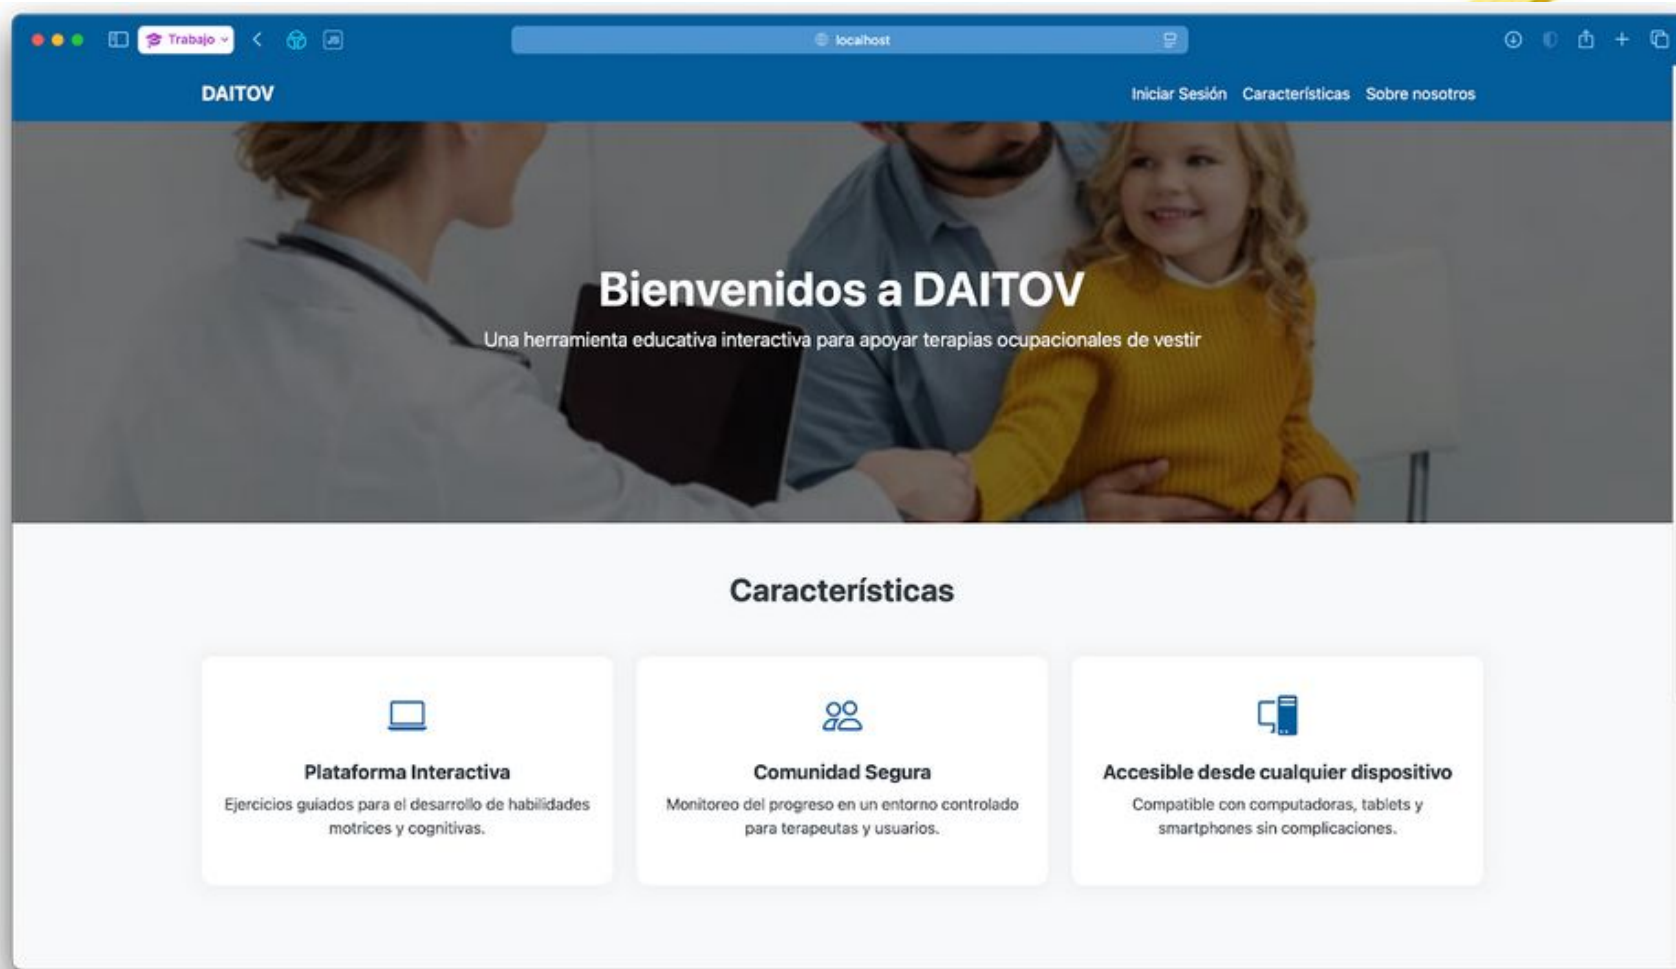 Trabajo
localhost
DAITOV
Iniciar Sesión Características Sobre nosotros
Bienvenidos a DAITOV
Una herramienta educativa interactiva para apoyar terapias ocupacionales de vestir
Características
Plataforma Interactiva
Ejercicios guiados para el desarrollo de habilidades
motrices y cognitivas.
Comunidad Segura
Monitoreo del progreso en un entorno controlado
para terapeutas y usuarios.
Accesible desde cualquier dispositivo
Compatible con computadoras, tablets y
smartphones sin complicaciones.